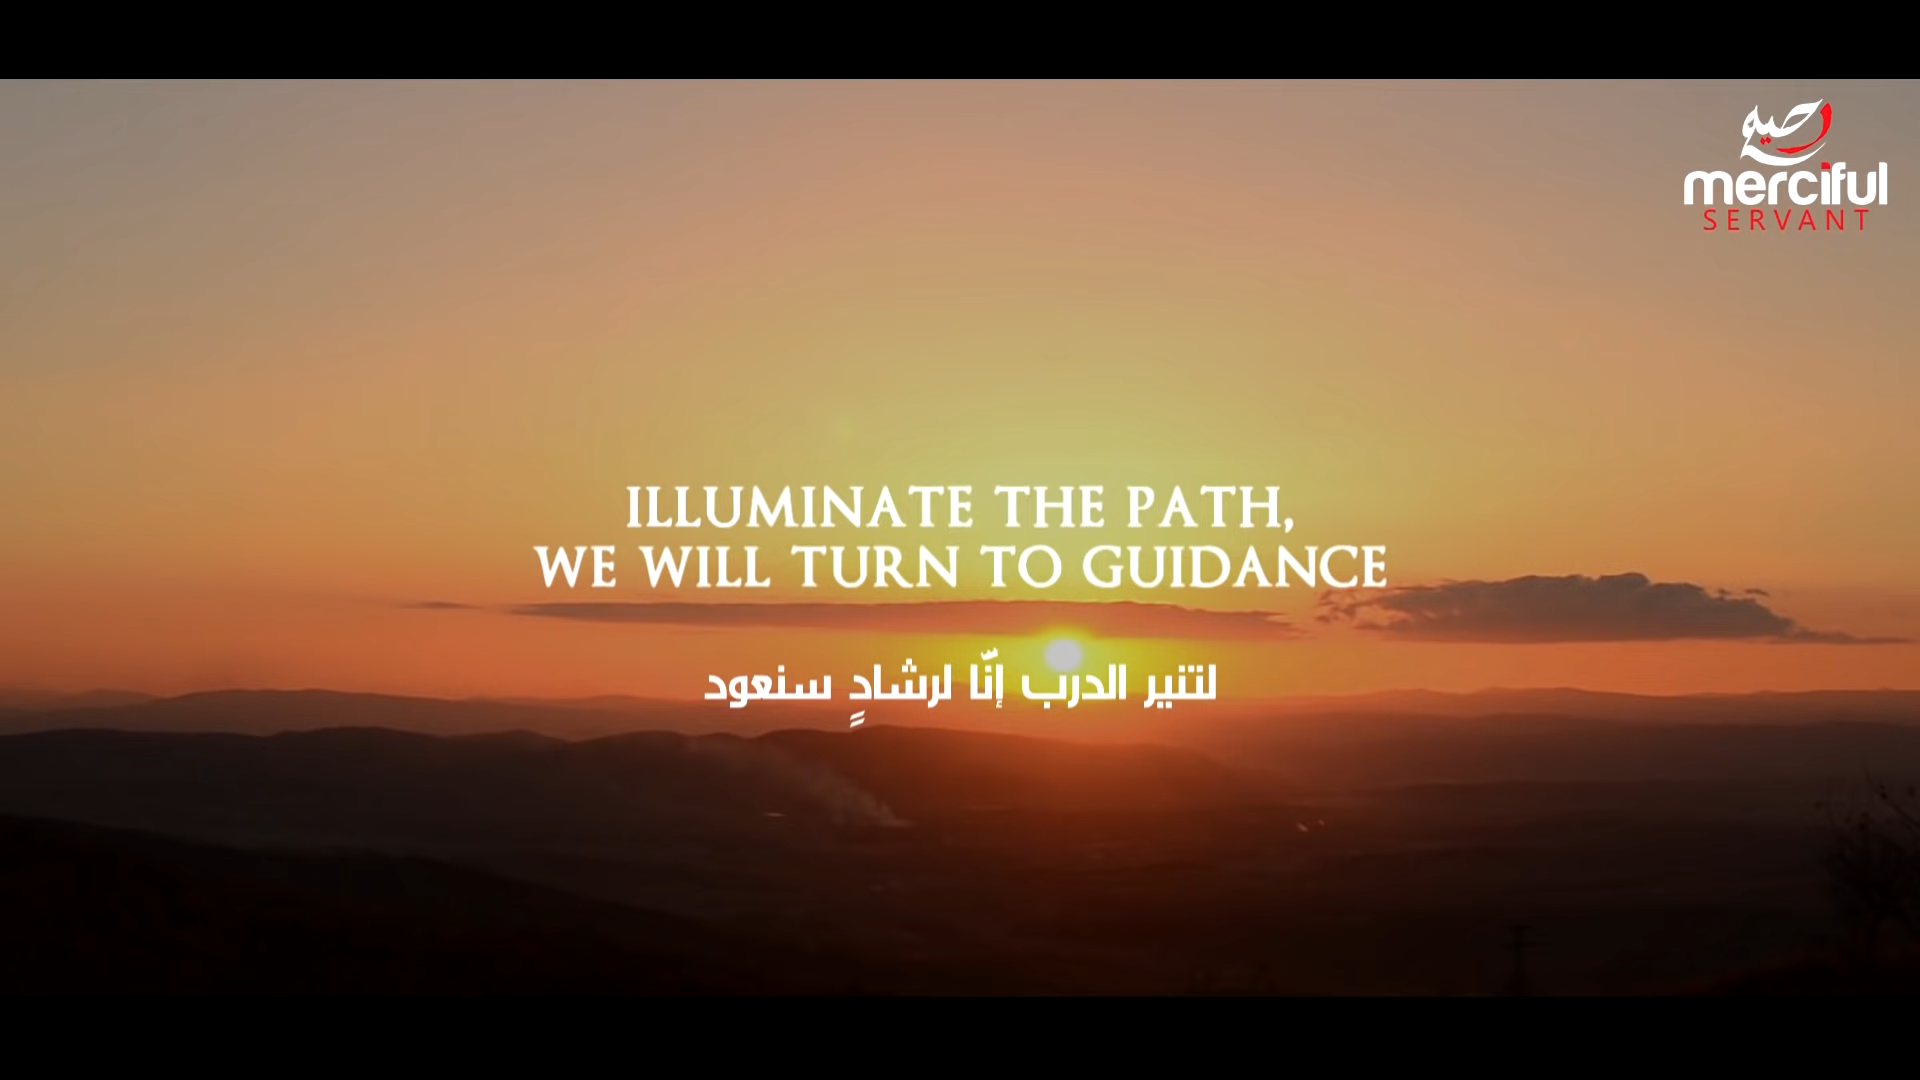 رحيم
merciful
SERVANT
ILLUMINATE THE PATH,
WE WILL TURN TO GUIDANCE
لتنير الدرب إنّا لرشادٍ سنعود